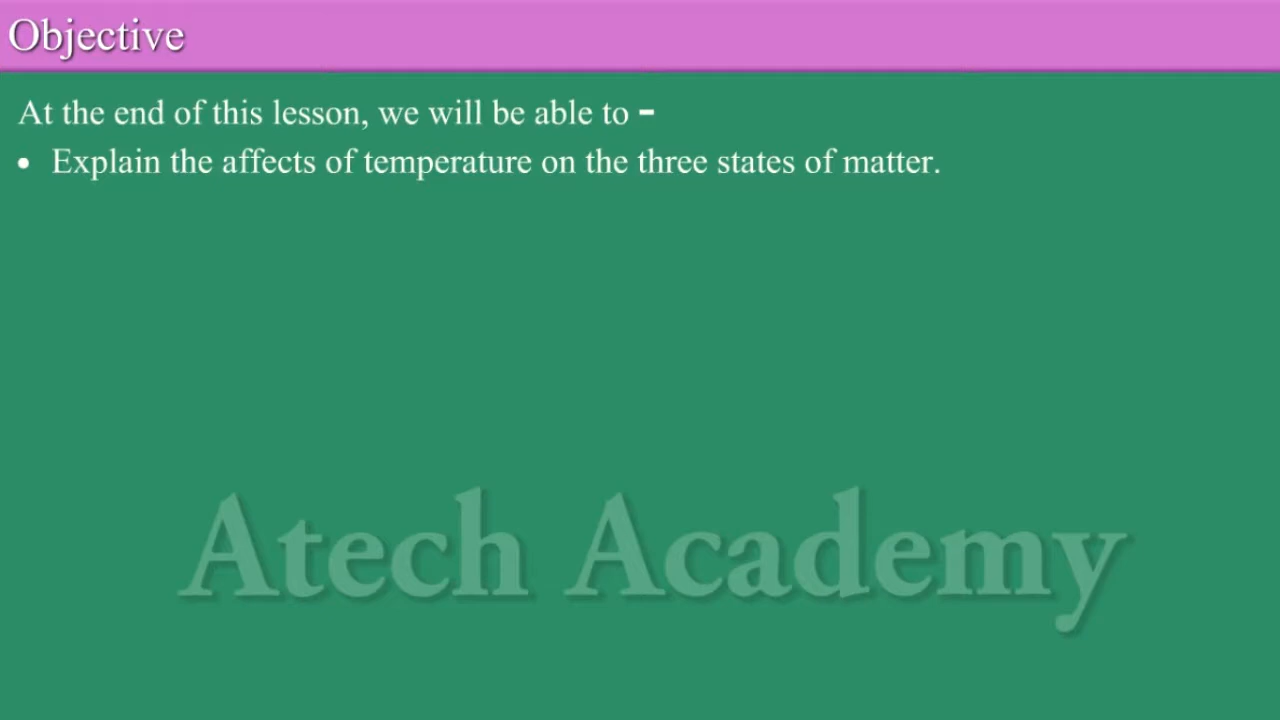 Objective
At the end of this lesson, we will be able to -
• Explain the affects of temperature on the three states of matter.
Atech Academy